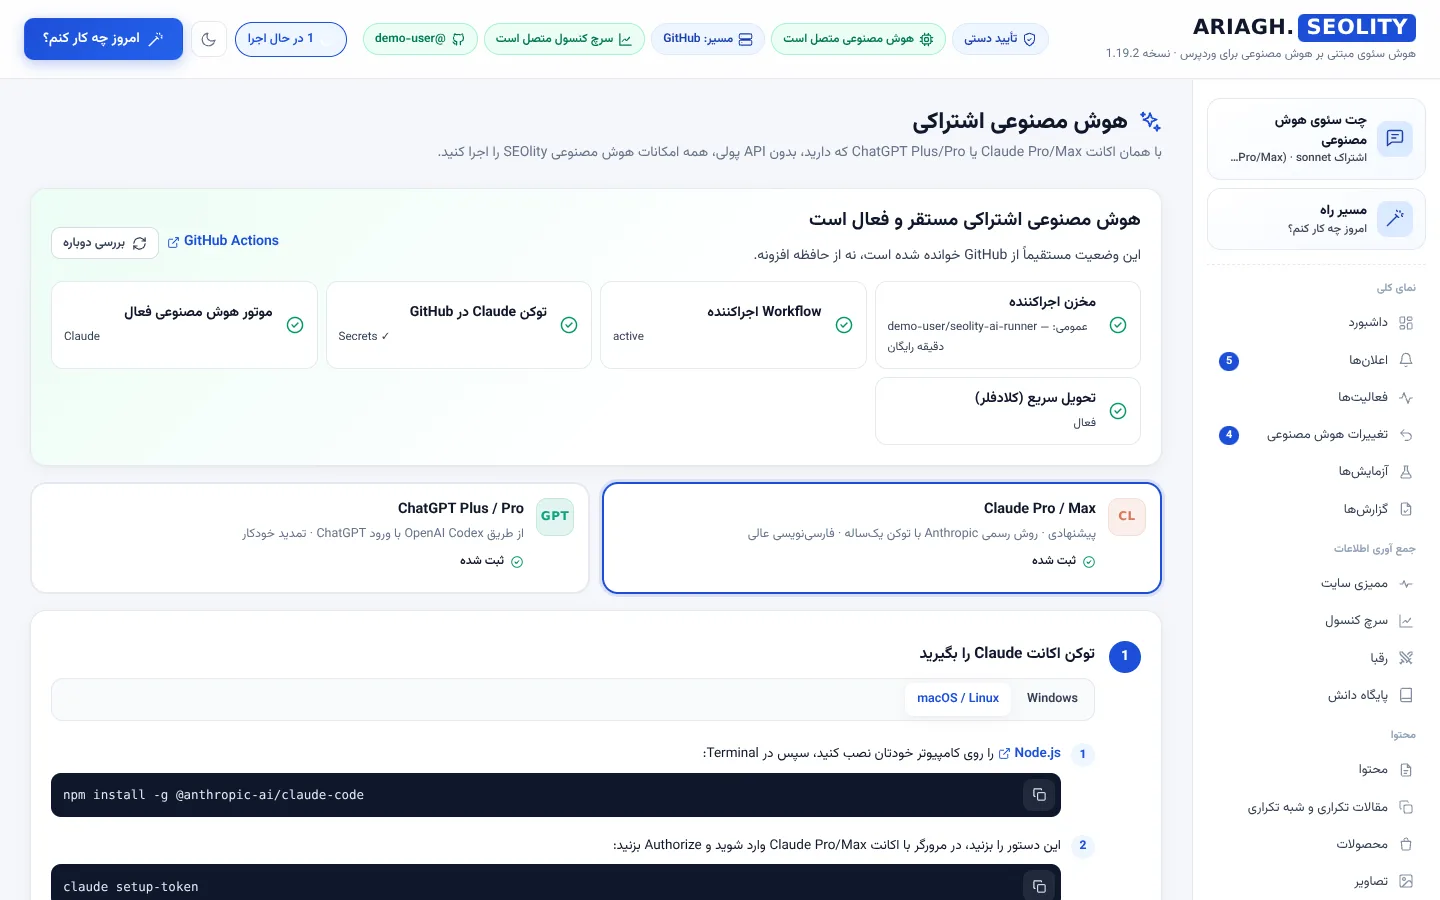 ARIAGH. SEOLITY
هوش سئوی مبتنی بر هوش مصنوعی برای وردپرس · نسخه 1.19.2
تأیید دستی
هوش مصنوعی متصل است
مسیر: GitHub
سرچ کنسول متصل است
@demo-user
1 در حال اجرا
امروز چه کار کنم؟
چت سئوی هوش مصنوعی
اشتراک Pro/Max) · sonnet...
مسیر راه
امروز چه کار کنم؟
نمای کلی
داشبورد
اعلان‌ها
5
فعالیت‌ها
تغییرات هوش مصنوعی
4
آزمایش‌ها
گزارش‌ها
جمع آوری اطلاعات
ممیزی سایت
سرچ کنسول
رقبا
پایگاه دانش
محتوا
محتوا
مقالات تکراری و شبه تکراری
محصولات
تصاویر
هوش مصنوعی اشتراکی
با همان اکانت Claude Pro/Max یا ChatGPT Plus/Pro که دارید، بدون API پولی، همه امکانات هوش مصنوعی SEOlity را اجرا کنید.
هوش مصنوعی اشتراکی مستقر و فعال است
این وضعیت مستقیماً از GitHub خوانده شده است، نه از حافظه افزونه.
GitHub Actions
بررسی دوباره
مخزن اجراکننده
demo-user/seolity-ai-runner — عمومی: دقیقه رایگان
Workflow اجراکننده
active
توکن Claude در GitHub
Secrets ✓
موتور هوش مصنوعی فعال
Claude
تحویل سریع (کلادفلر)
فعال
CL
Claude Pro / Max
پیشنهادی · روش رسمی Anthropic با توکن یک‌ساله · فارسی‌نویسی عالی
ثبت شده
GPT
ChatGPT Plus / Pro
از طریق OpenAI Codex با ورود ChatGPT · تمدید خودکار
ثبت شده
1
توکن اکانت Claude را بگیرید
Windows
macOS / Linux
1
Node.js را روی کامپیوتر خودتان نصب کنید، سپس در Terminal:
npm install -g @anthropic-ai/claude-code
2
این دستور را بزنید، در مرورگر با اکانت Claude Pro/Max وارد شوید و Authorize بزنید:
claude setup-token